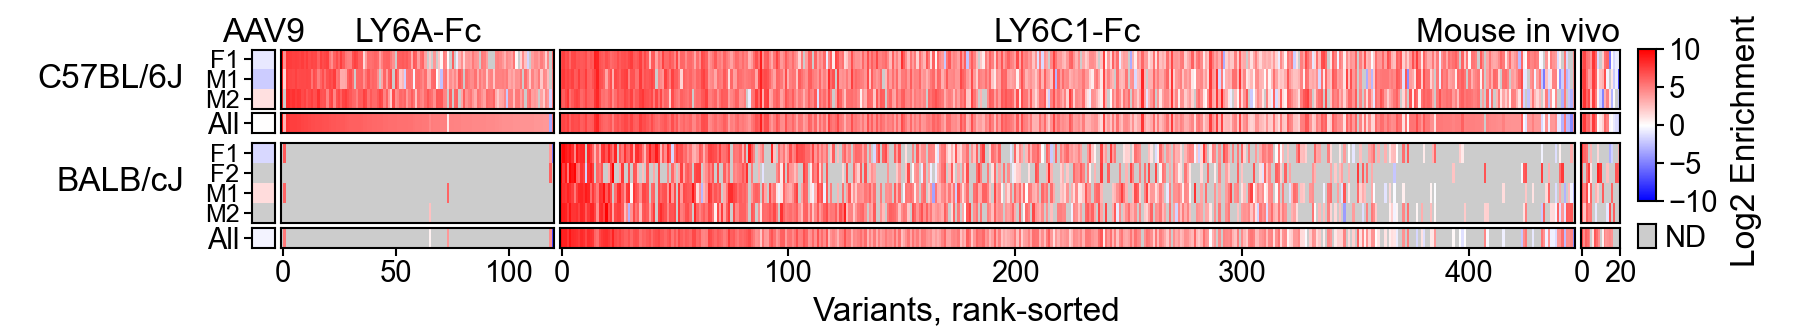 AAV9 LY6A-Fc LY6C1-Fc Mouse in vivo
C57BL/6J
F1
M1
M2
All
BALB/cJ
F1
F2
M1
M2
All
0 50 100 0 100 200 300 400 0 20
Variants, rank-sorted
10
5
0
−5
−10
ND
Log2 Enrichment